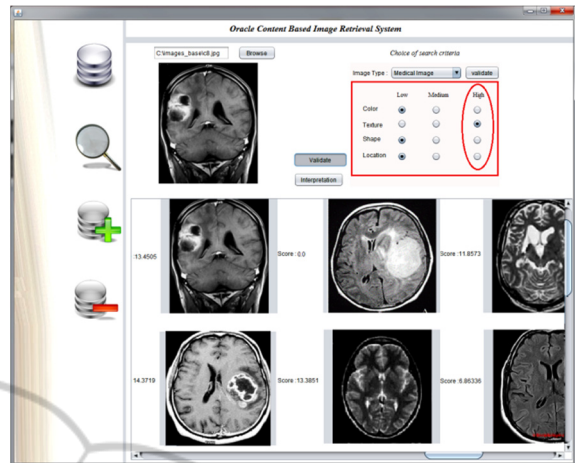 Oracle Content Based Image Retrieval System
C:\images_base\c8.jpg Browse
Choice of search criteria
Image Type : Medical Image validate
Low Medium High
Color
Texture
Shape
Location
Validate
Interpretation
:13.4505 Score : 0.0 Score :11.8573
14.3719 Score :13.3851 Score :6.86336